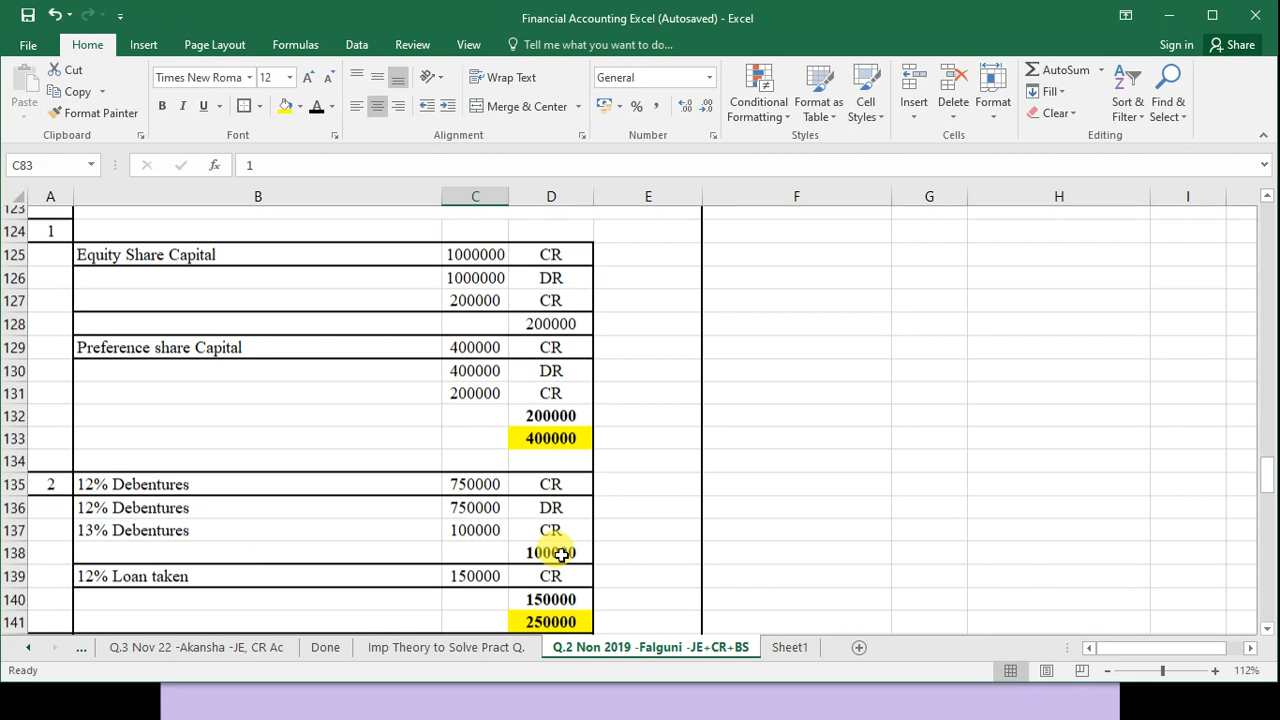 Financial Accounting Excel (Autosaved) - Excel
File Home Insert Page Layout Formulas Data Review View Tell me what you want to do... Sign in Share
Paste Cut Copy Format Painter
Times New Roma 12
B I U A
Wrap Text
Merge & Center
General
% ,
Conditional Formatting Format as Table Cell Styles
Insert Delete Format
AutoSum Fill Clear
Sort & Filter Find & Select
Clipboard Font Alignment Number Styles Cells Editing
C83 fx 1
A B C D E F G H I
123
124 1
125 Equity Share Capital 1000000 CR
126 1000000 DR
127 200000 CR
128 200000
129 Preference share Capital 400000 CR
130 400000 DR
131 200000 CR
132 200000
133 400000
134
135 2 12% Debentures 750000 CR
136 12% Debentures 750000 DR
137 13% Debentures 100000 CR
138 100000
139 12% Loan taken 150000 CR
140 150000
141 250000
... Q.3 Nov 22 -Akansha -JE, CR Ac Done Imp Theory to Solve Pract Q. Q.2 Non 2019 -Falguni -JE+CR+BS Sheet1
Ready 112%